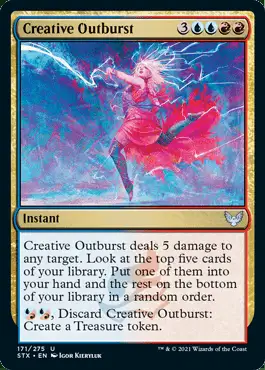 Creative Outburst 3
Instant
Creative Outburst deals 5 damage to
any target. Look at the top five cards
of your library. Put one of them into
your hand and the rest on the bottom
of your library in a random order.
, Discard Creative Outburst:
Create a Treasure token.
171/275 U
STX • EN IGOR KIERYLUK
™ & © 2021 Wizards of the Coast